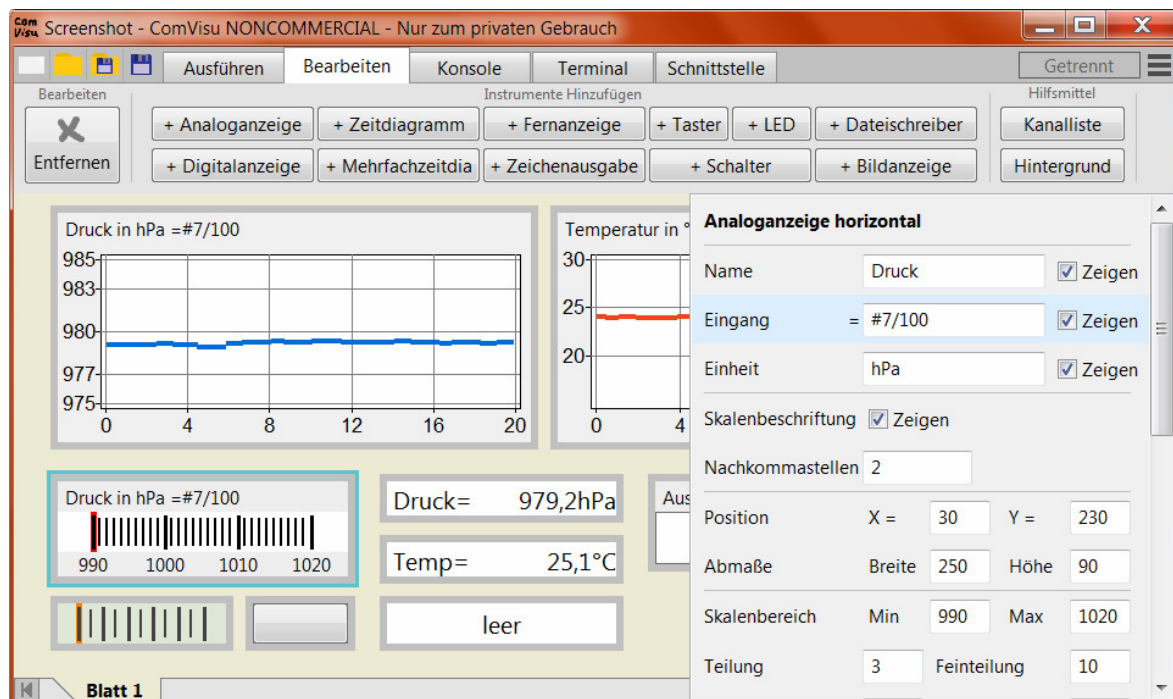 Com Visu Screenshot - ComVisu NONCOMMERCIAL - Nur zum privaten Gebrauch
Ausführen Bearbeiten Konsole Terminal Schnittstelle Getrennt
Bearbeiten Instrumente Hinzufügen Hilfsmittel
+ Analoganzeige + Zeitdiagramm + Fernanzeige + Taster + LED + Dateischreiber Kanalliste
Entfernen + Digitalanzeige + Mehrfachzeitdia + Zeichenausgabe + Schalter + Bildanzeige Hintergrund
Druck in hPa =#7/100
985
983
980
977
975
0 4 8 12 16 20
Temperatur in °
30
25
20
0 4
Druck in hPa =#7/100
990 1000 1010 1020
Druck= 979,2hPa
Temp= 25,1°C
leer
Aus
Analoganzeige horizontal
Name Druck Zeigen
Eingang = #7/100 Zeigen
Einheit hPa Zeigen
Skalenbeschriftung Zeigen
Nachkommastellen 2
Position X = 30 Y = 230
Abmaße Breite 250 Höhe 90
Skalenbereich Min 990 Max 1020
Teilung 3 Feinteilung 10
Blatt 1